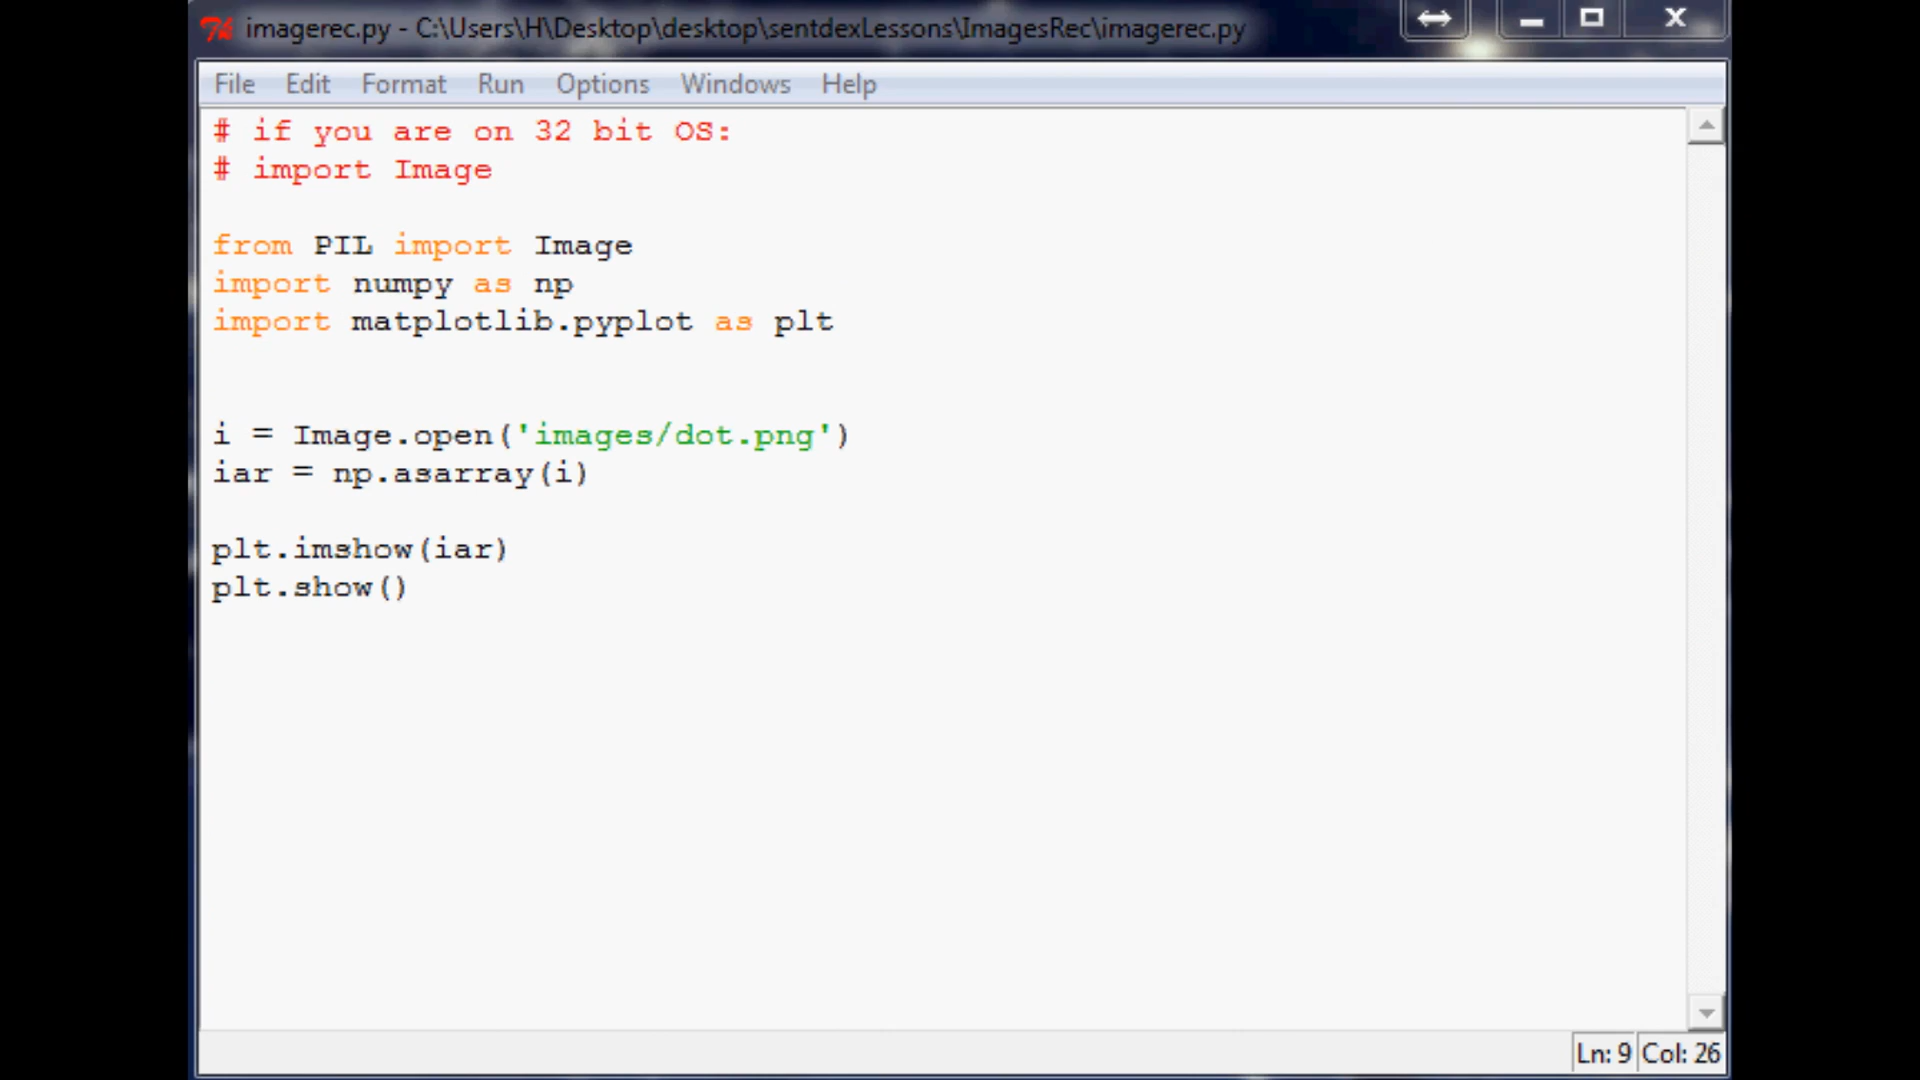 imagerec.py - C:\Users\H\Desktop\desktop\sentdexLessons\ImagesRec\imagerec.py
File Edit Format Run Options Windows Help
# if you are on 32 bit OS:
# import Image
from PIL import Image
import numpy as np
import matplotlib.pyplot as plt
i = Image.open('images/dot.png')
iar = np.asarray(i)
plt.imshow(iar)
plt.show()
Ln: 9 Col: 26